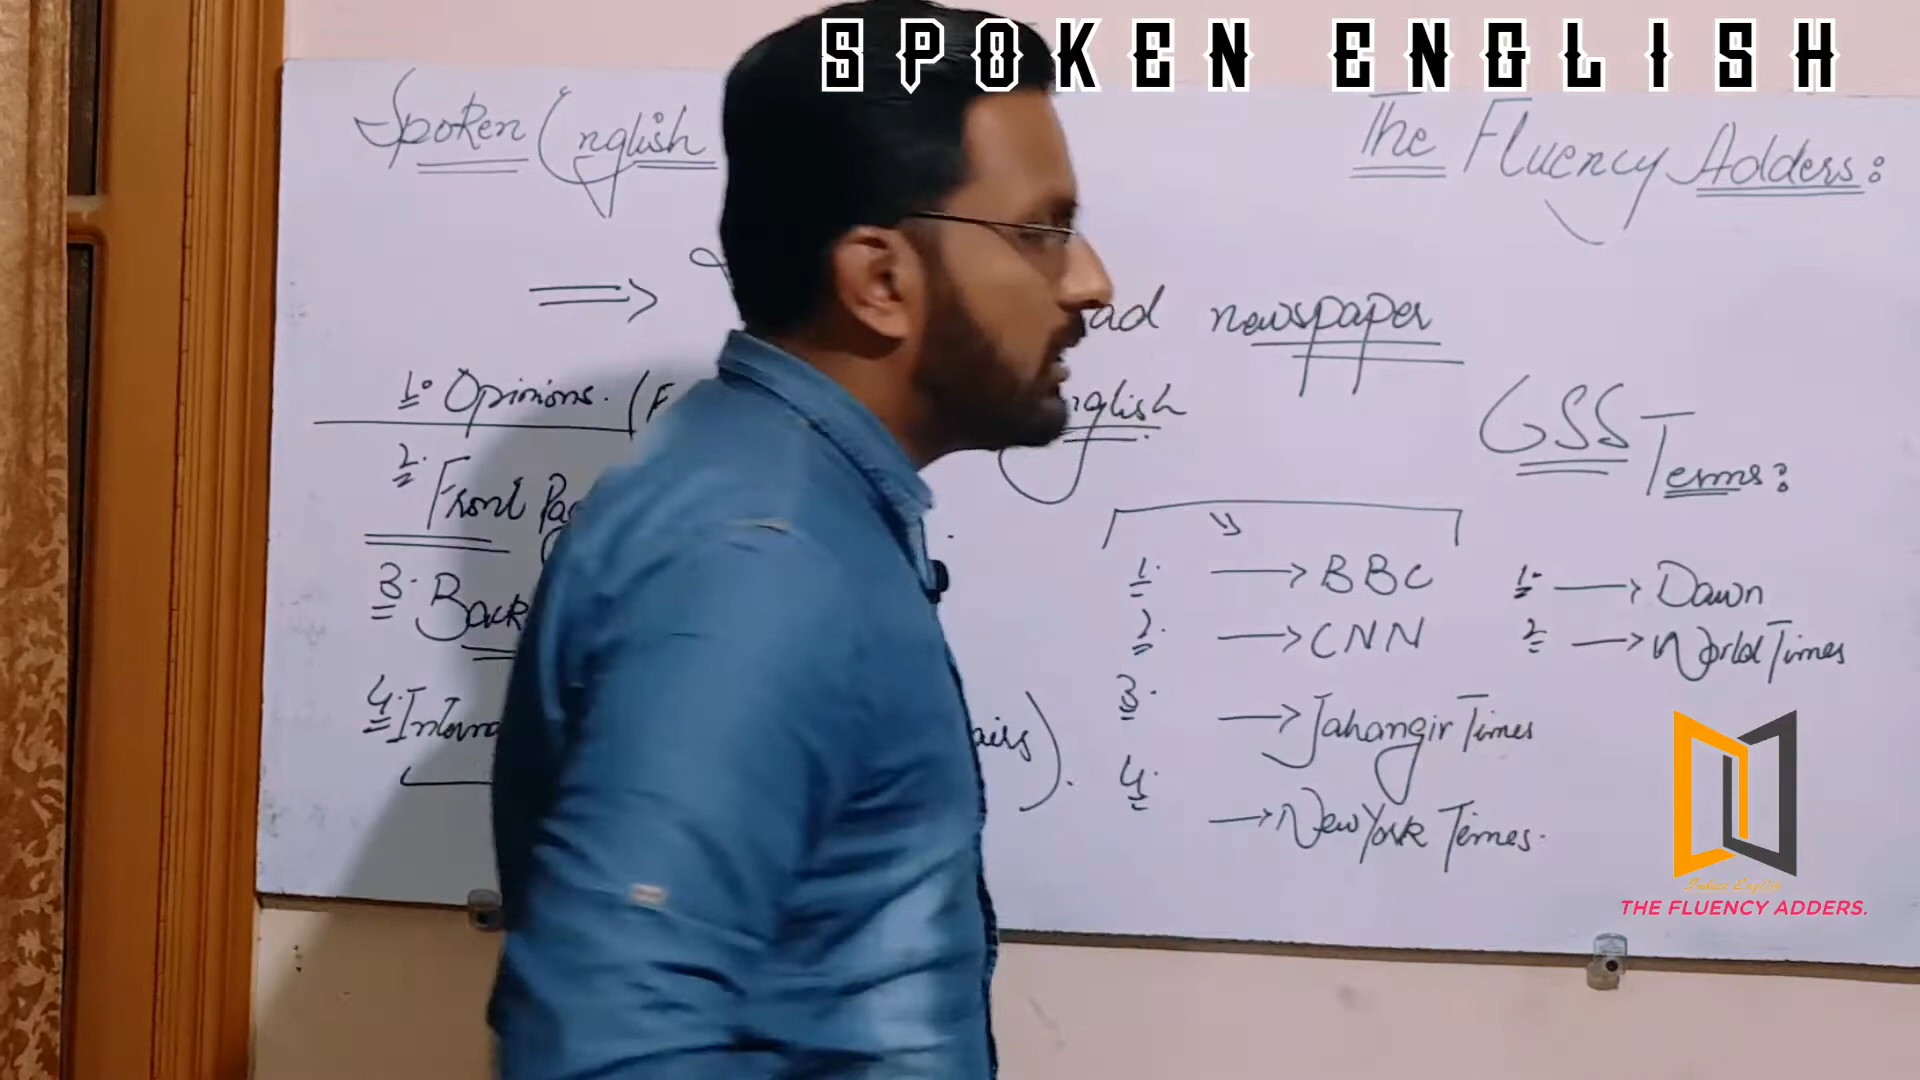 SPOKEN ENGLISH
Spoken English
The Fluency Adders:
newspaper
English
1. Opinions. (
2. Front
3. Back
4.
CSS Terms:
1. → BBC
2. → CNN
3. → Jahangir Times
4. → New York Times.
1. → Dawn
2. → World Times
THE FLUENCY ADDERS.